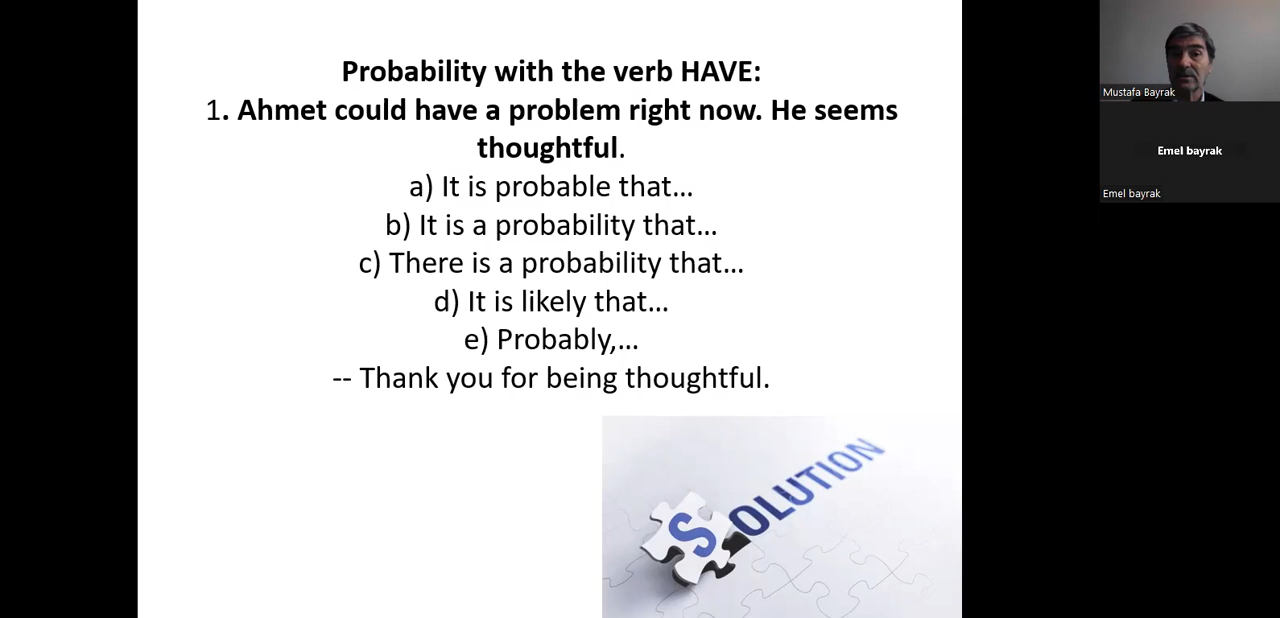 Probability with the verb HAVE:
1. Ahmet could have a problem right now. He seems
thoughtful.
a) It is probable that...
b) It is a probability that...
c) There is a probability that...
d) It is likely that...
e) Probably,...
-- Thank you for being thoughtful.
SOLUTION
Mustafa Bayrak
Emel bayrak
Emel bayrak